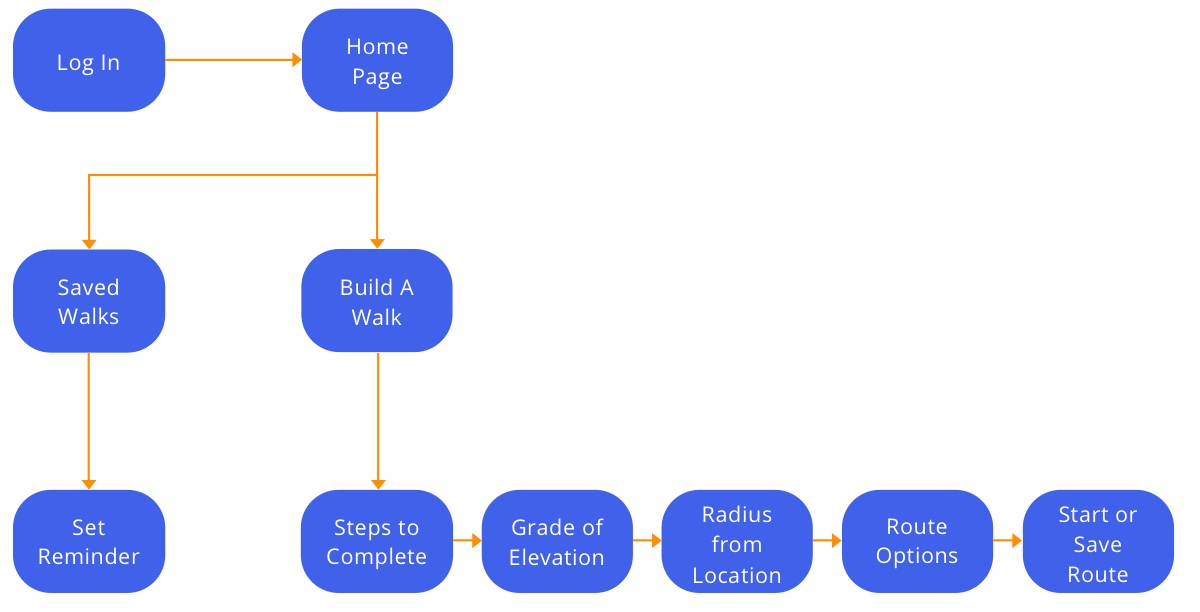 Log In
Home
Page
Saved
Walks
Build A
Walk
Set
Reminder
Steps to
Complete
Grade of
Elevation
Radius
from
Location
Route
Options
Start or
Save
Route